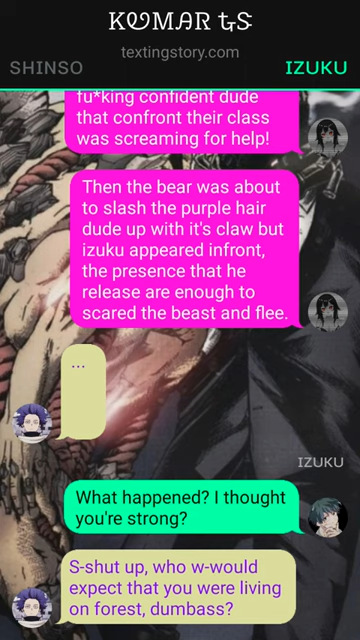 KUMAR GS
textingstory.com
SHINSO IZUKU
fu*king confident dude
that confront their class
was screaming for help!
Then the bear was about
to slash the purple hair
dude up with it's claw but
izuku appeared infront,
the presence that he
release are enough to
scared the beast and flee.
...
IZUKU
What happened? I thought
you're strong?
S-shut up, who w-would
expect that you were living
on forest, dumbass?